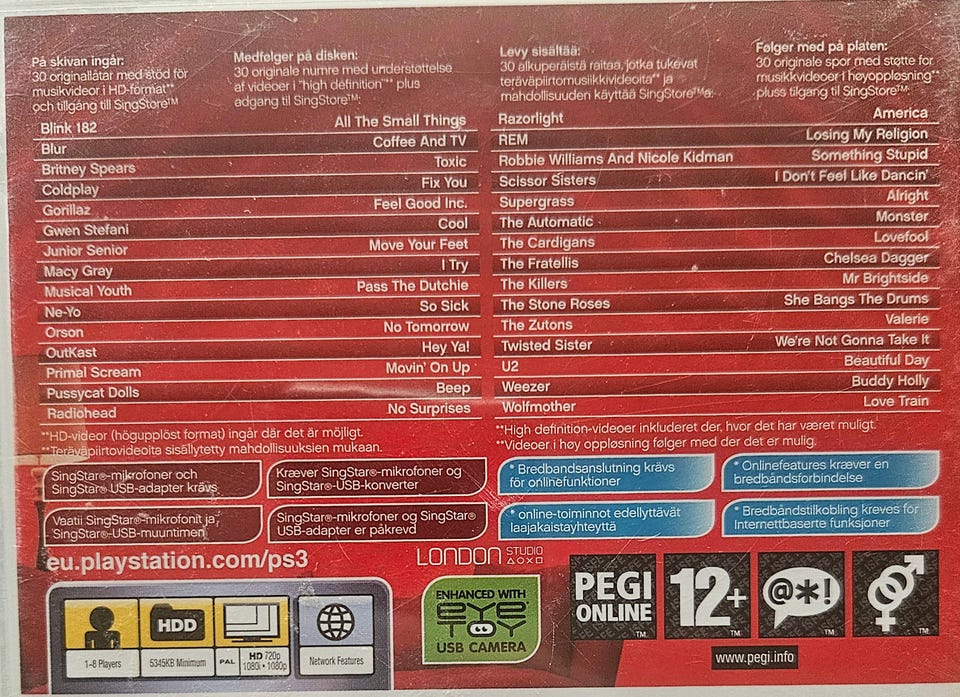 På skivan ingår:
30 originallåtar med stöd för
musikvideor i HD-format**
och tillgång till SingStore™
Medfølger på disken:
30 originale numre med understøttelse
af videoer i "high definition"** plus
adgang til SingStore™:
Levy sisältää:
30 alkuperäistä raitaa, jotka tukevat
teräväpiirtomusiikkivideoita** ja
mahdollisuuden käyttää SingStore™:a:
Følger med på platen:
30 originale spor med støtte for
musikkvideoer i høyoppløsning**
pluss tilgang til SingStore™:
Blink 182 All The Small Things
Blur Coffee And TV
Britney Spears Toxic
Coldplay Fix You
Gorillaz Feel Good Inc.
Gwen Stefani Cool
Junior Senior Move Your Feet
Macy Gray I Try
Musical Youth Pass The Dutchie
Ne-Yo So Sick
Orson No Tomorrow
OutKast Hey Ya!
Primal Scream Movin' On Up
Pussycat Dolls Beep
Radiohead No Surprises
Razorlight America
REM Losing My Religion
Robbie Williams And Nicole Kidman Something Stupid
Scissor Sisters I Don't Feel Like Dancin'
Supergrass Alright
The Automatic Monster
The Cardigans Lovefool
The Fratellis Chelsea Dagger
The Killers Mr Brightside
The Stone Roses She Bangs The Drums
The Zutons Valerie
Twisted Sister We're Not Gonna Take It
U2 Beautiful Day
Weezer Buddy Holly
Wolfmother Love Train
**HD-videor (högupplöst format) ingår där det är möjligt.
**Teräväpiirtovideoita sisällytetty mahdollisuuksien mukaan.
**High definition-videoer inkluderet der, hvor det har været muligt.
**Videoer i høy oppløsning følger med der det er mulig.
SingStar®-mikrofoner och
SingStar®-USB-adapter krävs
Kræver SingStar®-mikrofoner og
SingStar®-USB-konverter
* Bredbandsanslutning krävs
för onlinefunktioner
* Onlinefeatures kræver en
bredbåndsforbindelse
Vaatii SingStar®-mikrofonit ja
SingStar®-USB-muuntimen
SingStar®-mikrofoner og SingStar®
USB-adapter er påkrevd
* online-toiminnot edellyttävät
laajakaistayhteyttä
* Bredbåndstilkobling kreves for
Internettbaserte funksjoner
eu.playstation.com/ps3
LONDON STUDIO
1-8 Players
HDD
5345KB Minimum
PAL
HD 720p
1080i • 1080p
Network Features
ENHANCED WITH
EYE
TOY
USB CAMERA
PEGI
ONLINE
™
12+
™
@*!
™
™
www.pegi.info